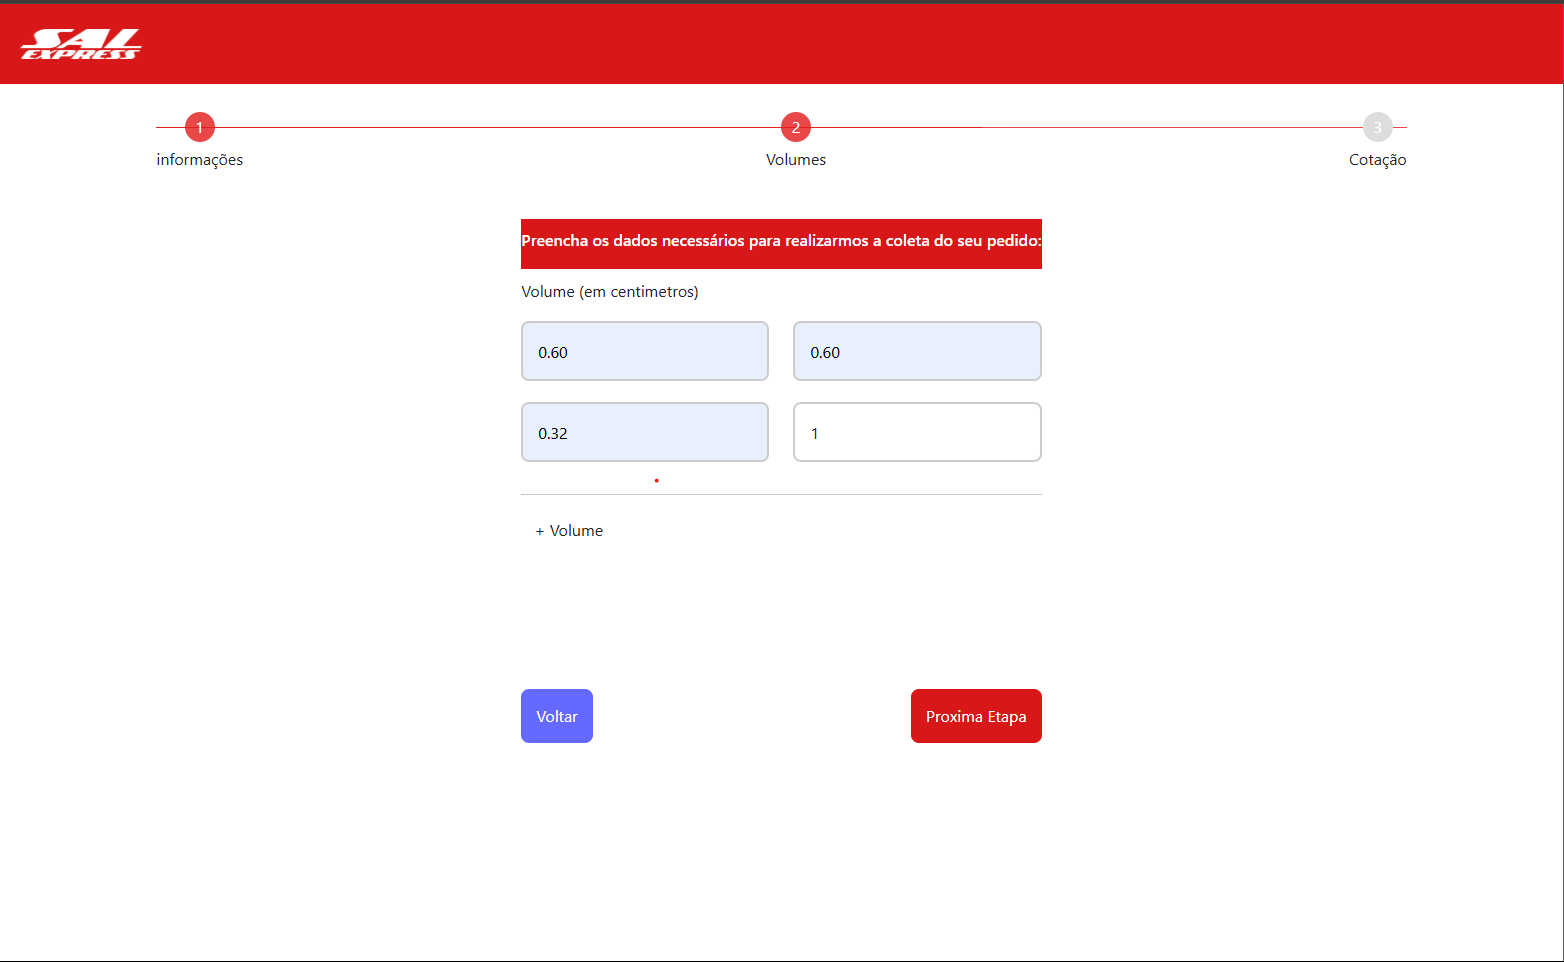 SAL
EXPRESS
1 2 3
informações Volumes Cotação
Preencha os dados necessários para realizarmos a coleta do seu pedido:
Volume (em centimetros)
0.60 0.60
0.32 1
+ Volume
Voltar Proxima Etapa